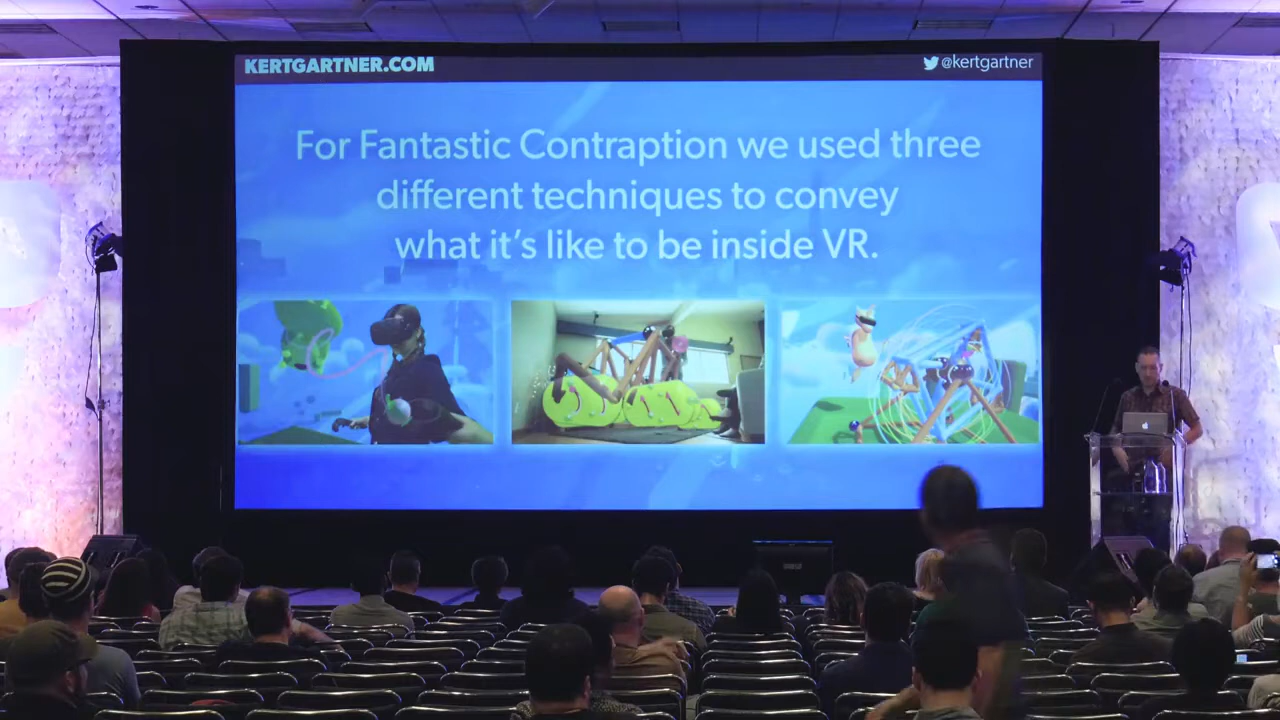 KERTGARTNER.COM
@kertgartner
For Fantastic Contraption we used three
different techniques to convey
what it's like to be inside VR.